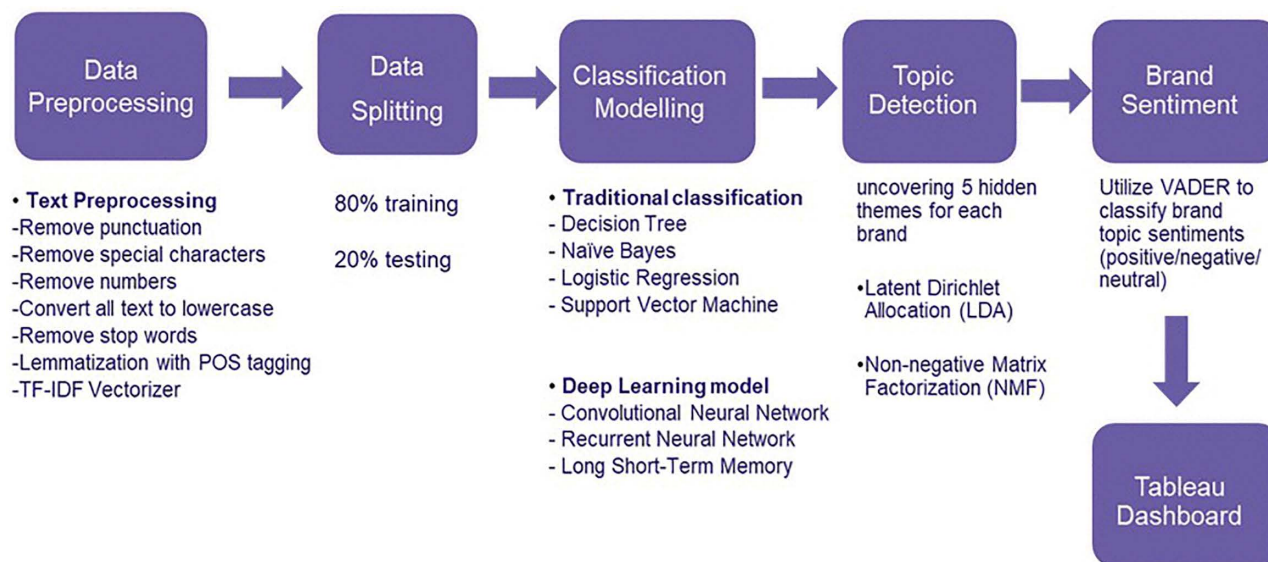 Data
Preprocessing
Data
Splitting
Classification
Modelling
Topic
Detection
Brand
Sentiment
• Text Preprocessing
-Remove punctuation
-Remove special characters
-Remove numbers
-Convert all text to lowercase
-Remove stop words
-Lemmatization with POS tagging
-TF-IDF Vectorizer
80% training
20% testing
• Traditional classification
- Decision Tree
- Naïve Bayes
- Logistic Regression
- Support Vector Machine
• Deep Learning model
- Convolutional Neural Network
- Recurrent Neural Network
- Long Short-Term Memory
uncovering 5 hidden
themes for each
brand
•Latent Dirichlet
Allocation (LDA)
•Non-negative Matrix
Factorization (NMF)
Utilize VADER to
classify brand
topic sentiments
(positive/negative/
neutral)
Tableau
Dashboard